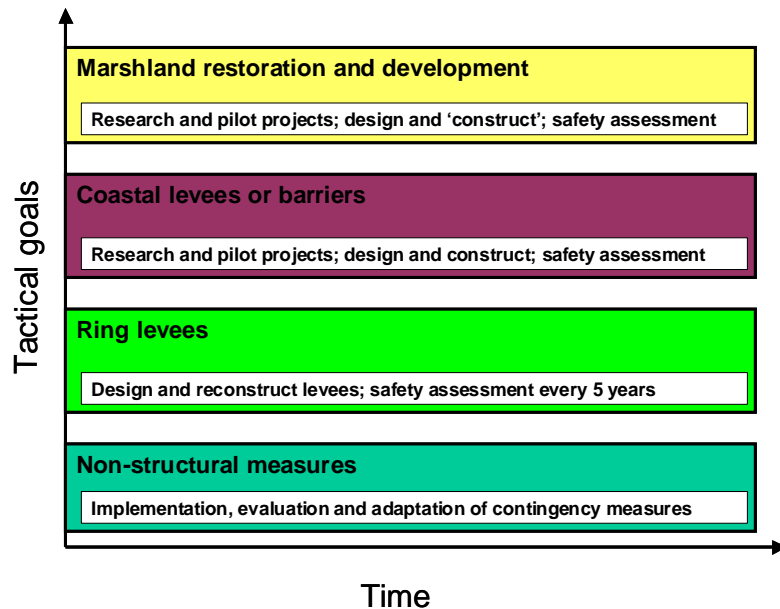 Marshland restoration and development
Research and pilot projects; design and ‘construct’; safety assessment
Coastal levees or barriers
Research and pilot projects; design and construct; safety assessment
Ring levees
Design and reconstruct levees; safety assessment every 5 years
Non-structural measures
Implementation, evaluation and adaptation of contingency measures
Tactical goals
Time